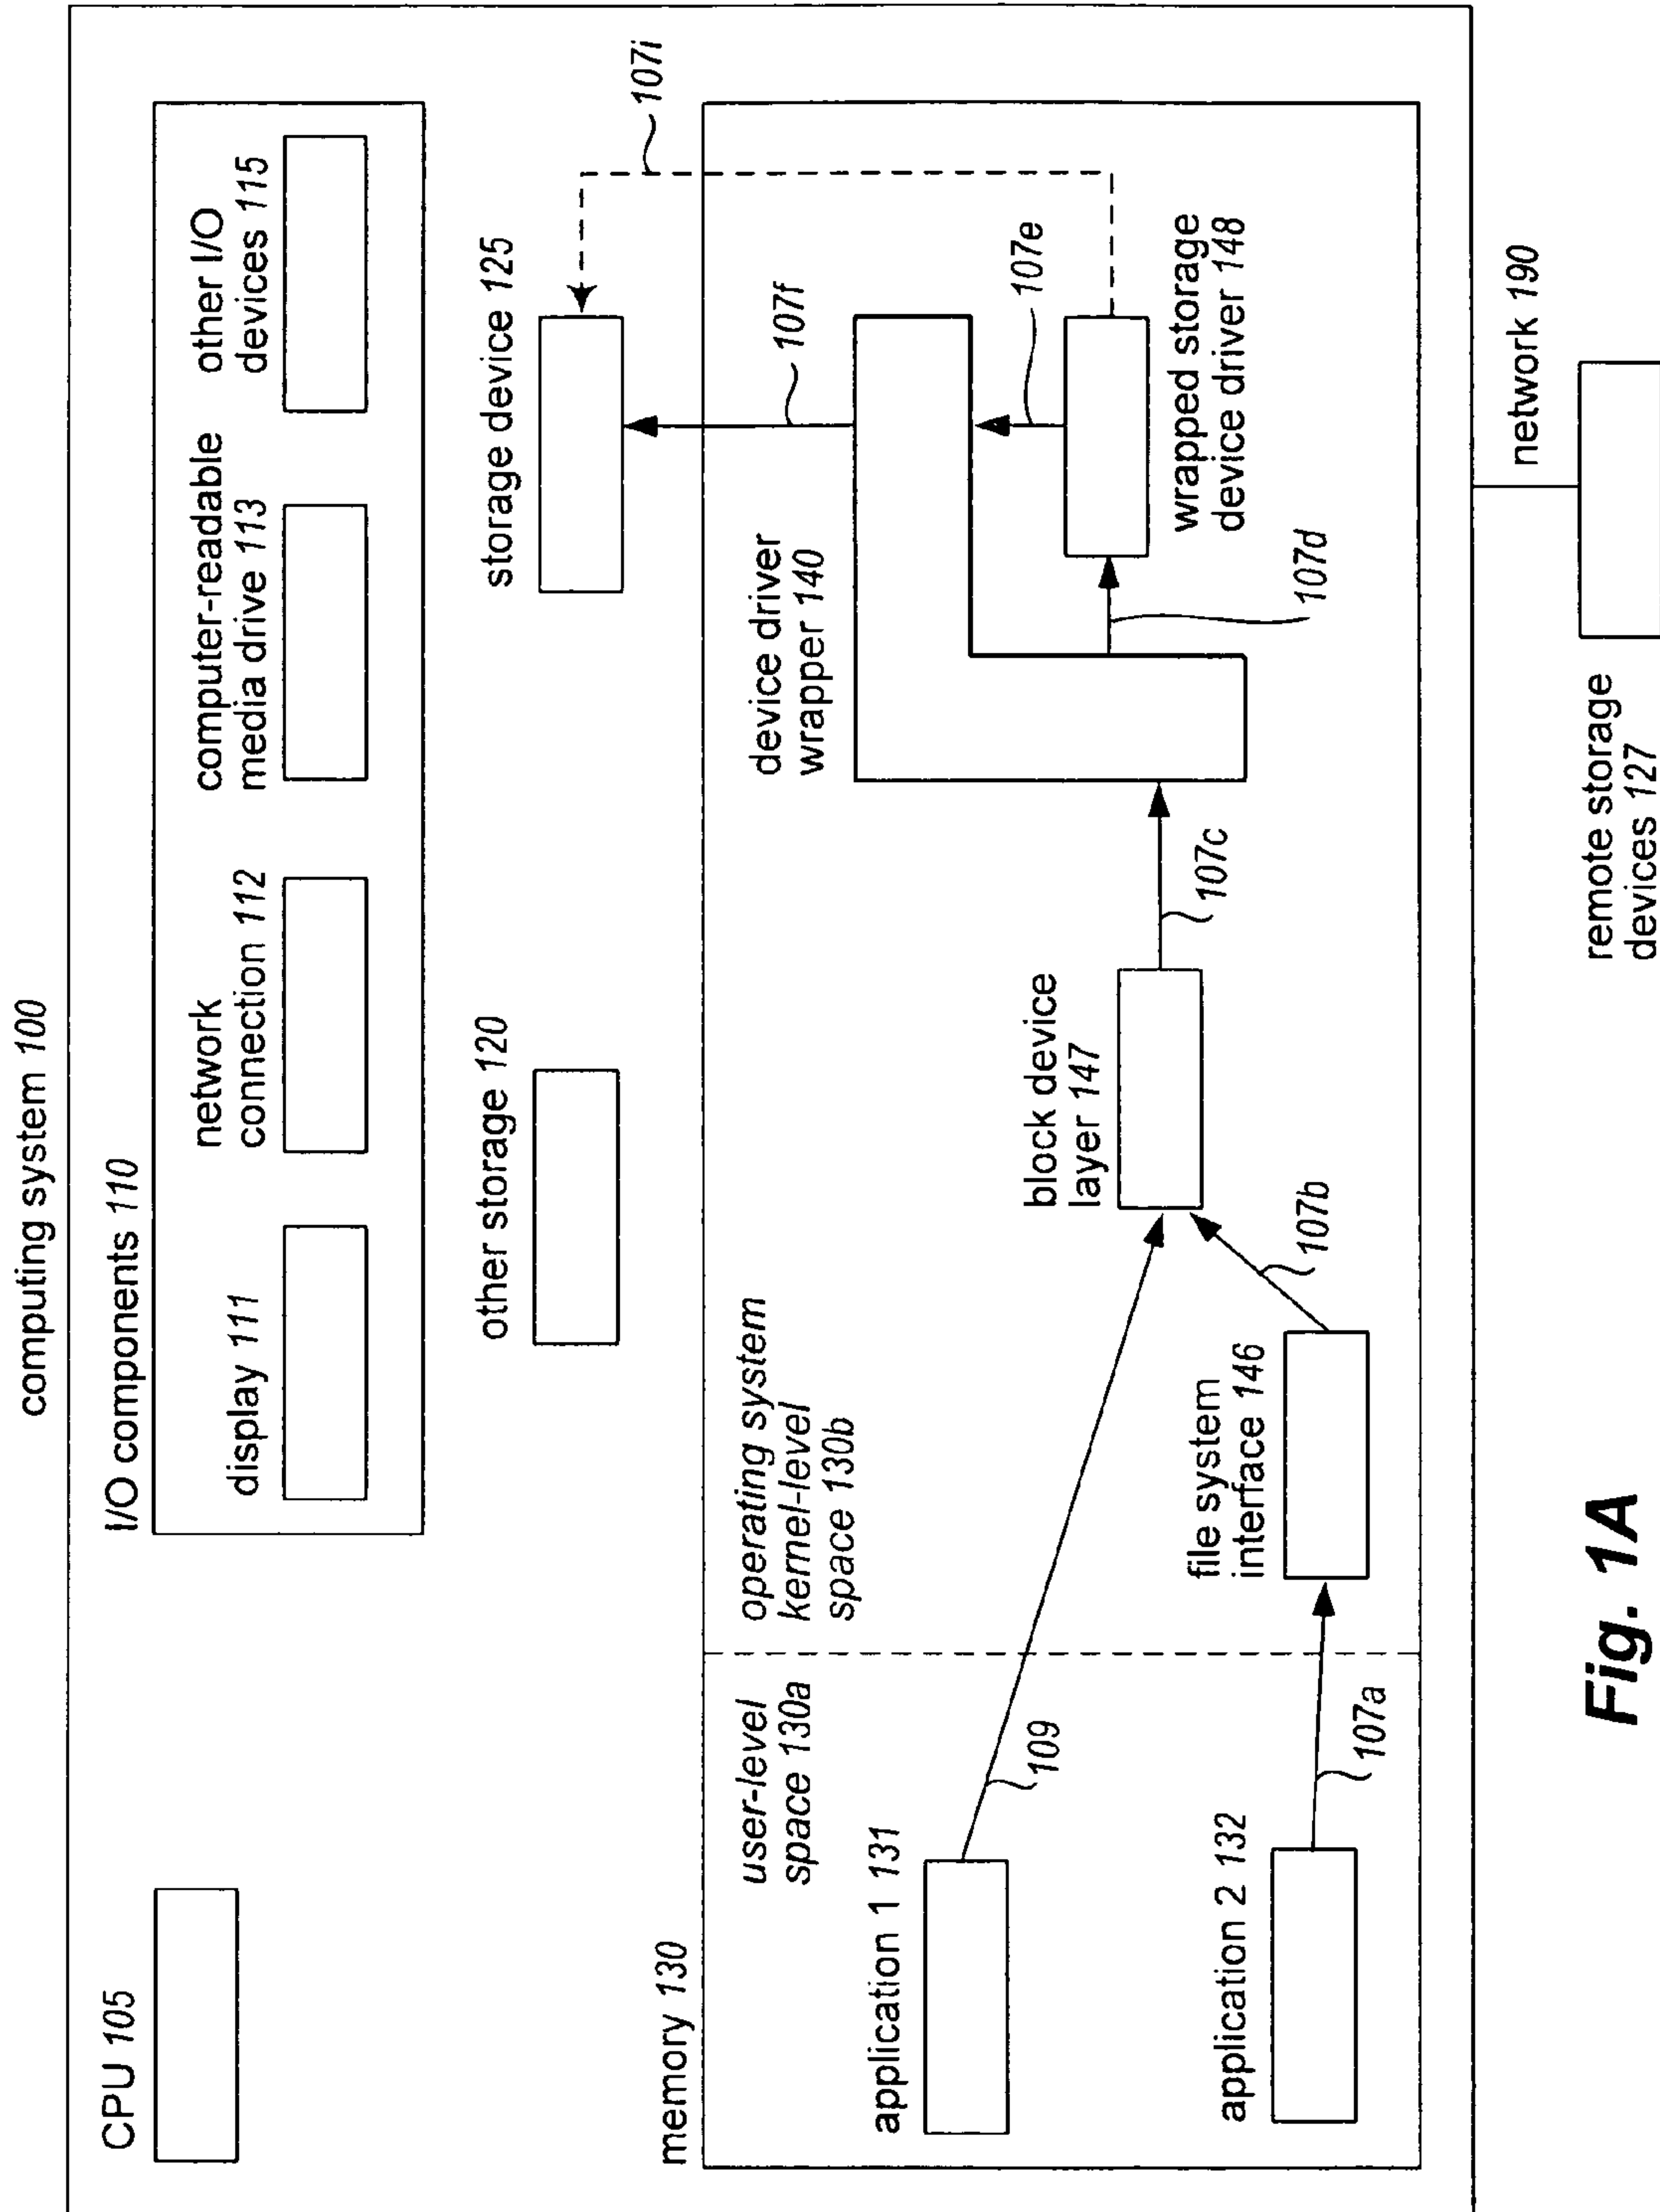 computing system 100
CPU 105
I/O components 110
display 111
network
connection 112
computer-readable
media drive 113
other I/O
devices 115
other storage 120
storage device 125
107i
memory 130
user-level
space 130a
operating system
kernel-level
space 130b
application 1 131
109
application 2 132
107a
file system
interface 146
107b
block device
layer 147
107c
device driver
wrapper 140
107f
107e
107d
wrapped storage
device driver 148
network 190
remote storage
devices 127
Fig. 1A